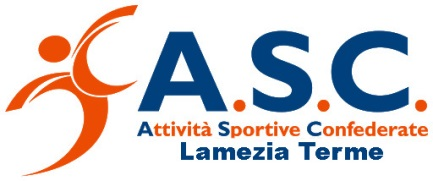 A.S.C.
Attività Sportive Confederate
Lamezia Terme